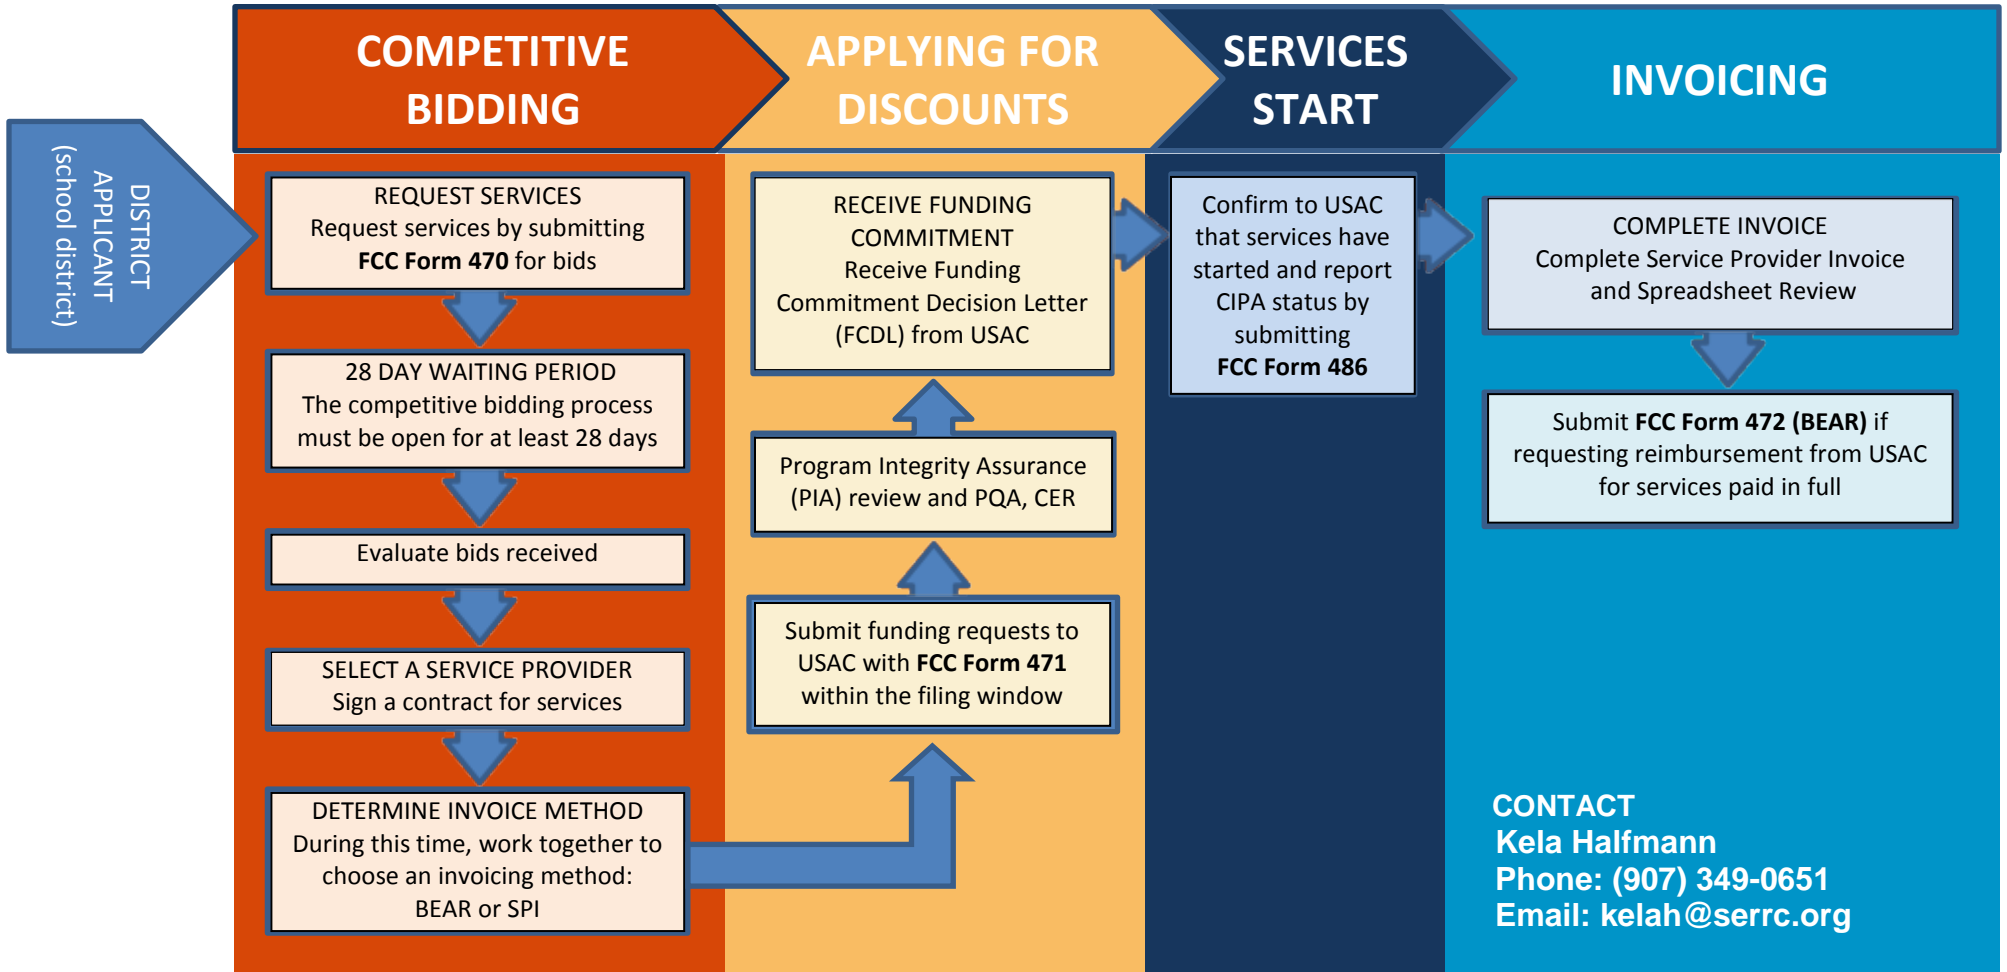 COMPETITIVE
BIDDING
APPLYING FOR
DISCOUNTS
SERVICES
START
INVOICING
DISTRICT
APPLICANT
(school district)
REQUEST SERVICES
Request services by submitting
FCC Form 470 for bids
28 DAY WAITING PERIOD
The competitive bidding process
must be open for at least 28 days
Evaluate bids received
SELECT A SERVICE PROVIDER
Sign a contract for services
DETERMINE INVOICE METHOD
During this time, work together to
choose an invoicing method:
BEAR or SPI
RECEIVE FUNDING
COMMITMENT
Receive Funding
Commitment Decision Letter
(FCDL) from USAC
Program Integrity Assurance
(PIA) review and PQA, CER
Submit funding requests to
USAC with FCC Form 471
within the filing window
Confirm to USAC
that services have
started and report
CIPA status by
submitting
FCC Form 486
COMPLETE INVOICE
Complete Service Provider Invoice
and Spreadsheet Review
Submit FCC Form 472 (BEAR) if
requesting reimbursement from USAC
for services paid in full
CONTACT
Kela Halfmann
Phone: (907) 349-0651
Email: kelah@serrc.org